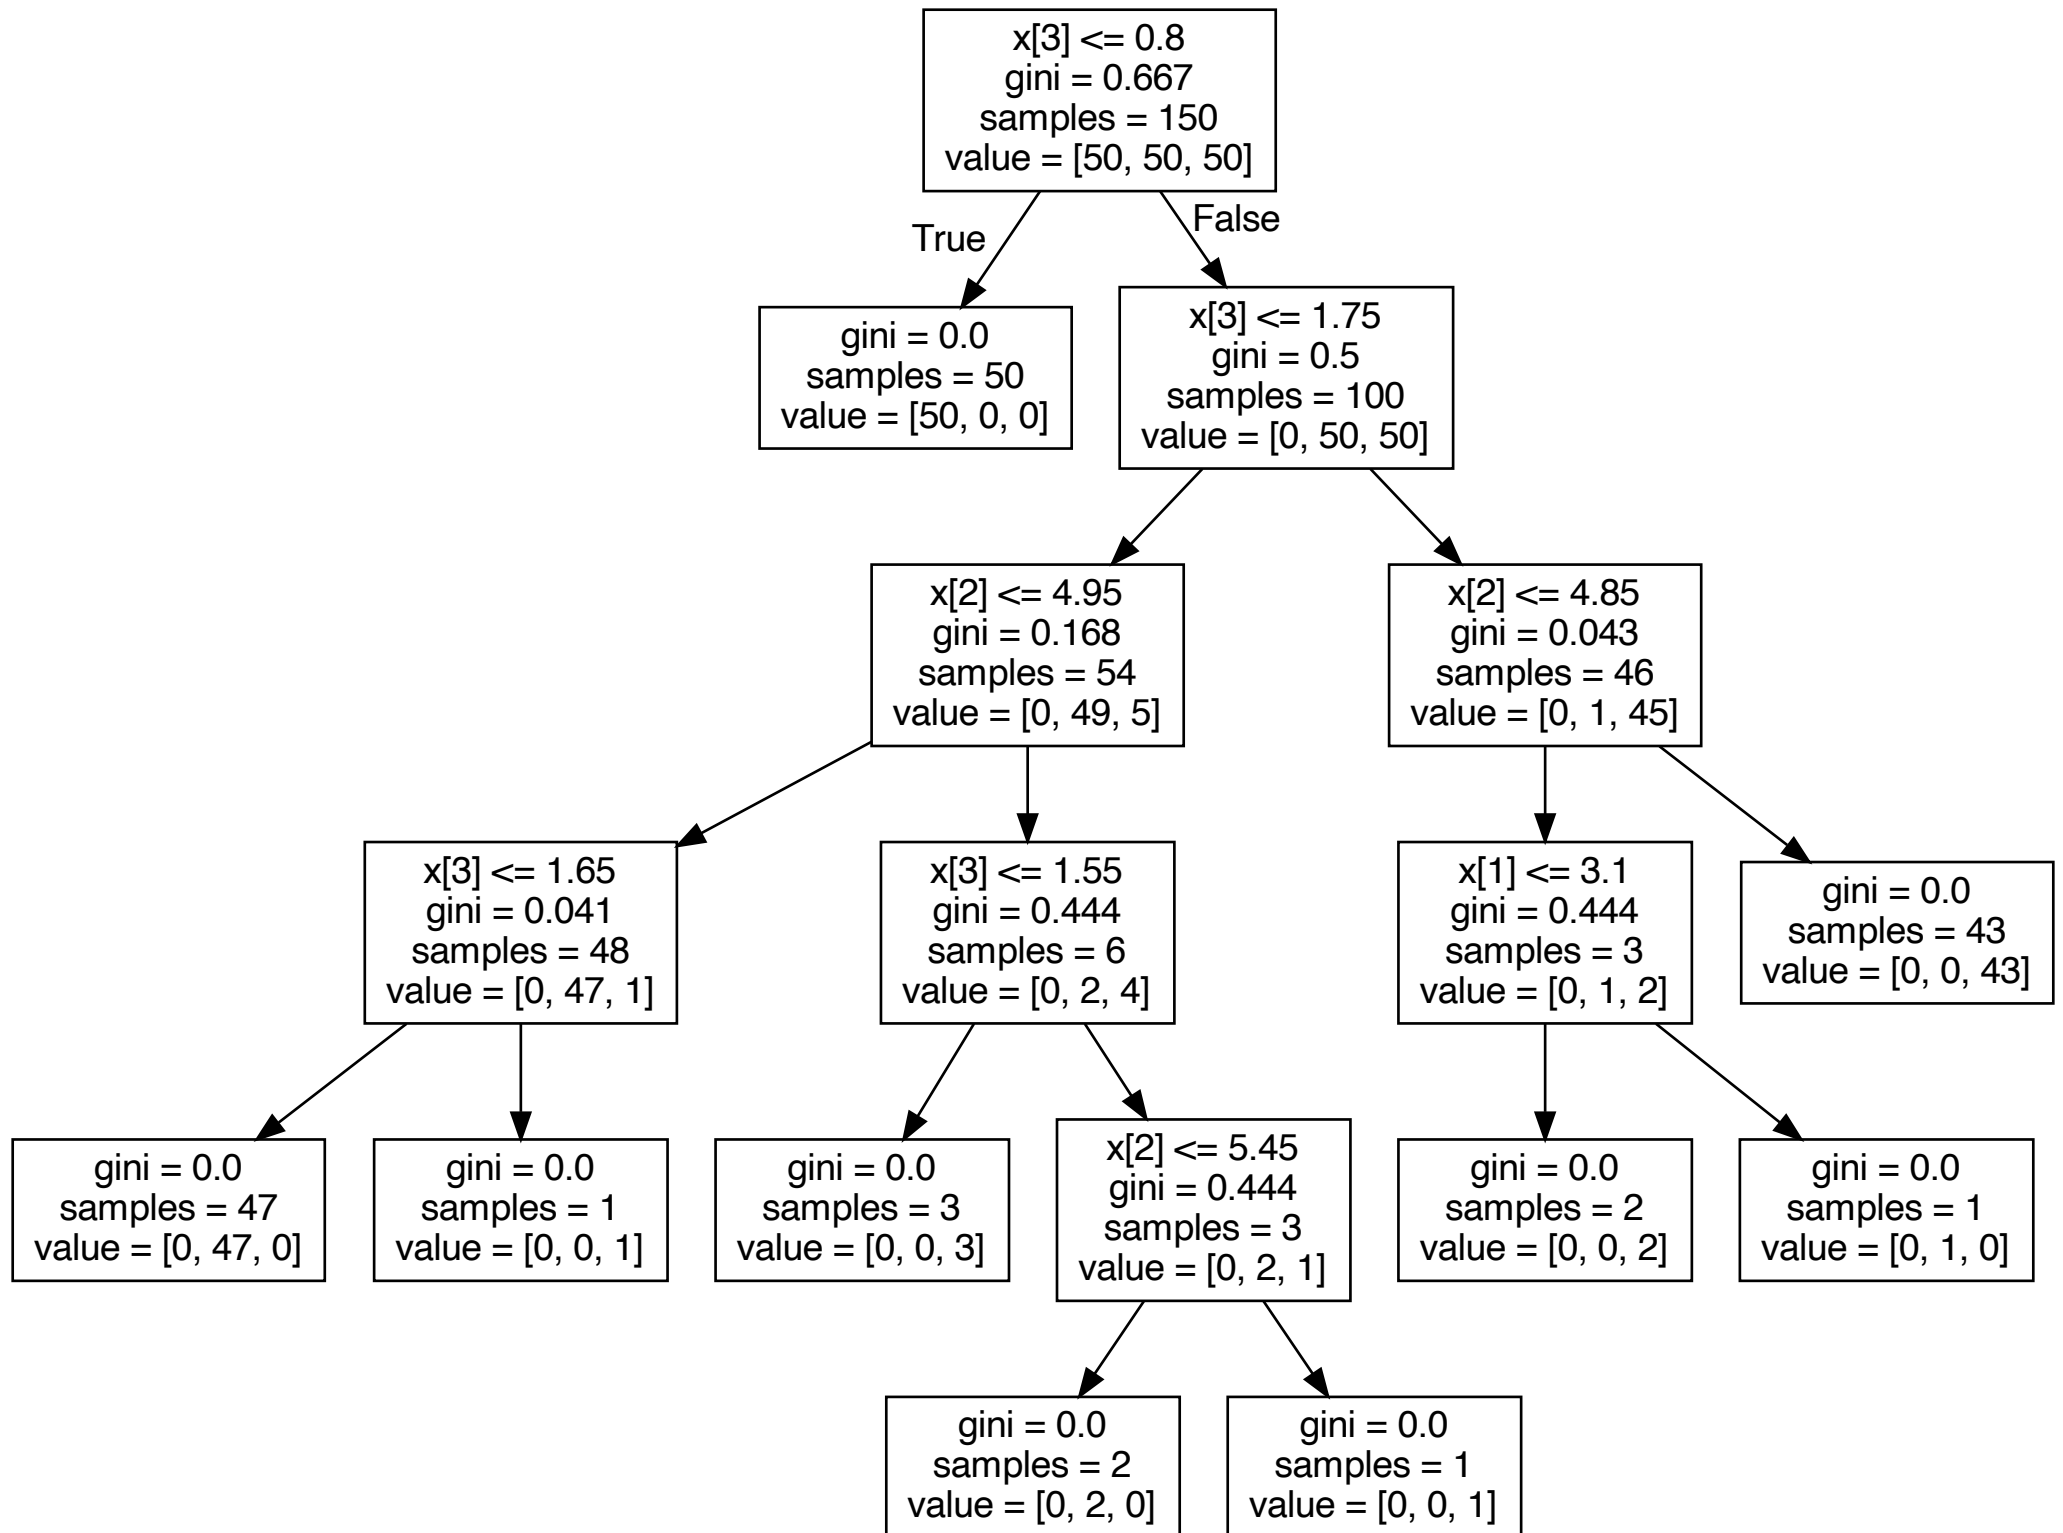 x[3] <= 0.8
gini = 0.667
samples = 150
value = [50, 50, 50]
True
False
gini = 0.0
samples = 50
value = [50, 0, 0]
x[3] <= 1.75
gini = 0.5
samples = 100
value = [0, 50, 50]
x[2] <= 4.95
gini = 0.168
samples = 54
value = [0, 49, 5]
x[2] <= 4.85
gini = 0.043
samples = 46
value = [0, 1, 45]
x[3] <= 1.65
gini = 0.041
samples = 48
value = [0, 47, 1]
x[3] <= 1.55
gini = 0.444
samples = 6
value = [0, 2, 4]
x[1] <= 3.1
gini = 0.444
samples = 3
value = [0, 1, 2]
gini = 0.0
samples = 43
value = [0, 0, 43]
gini = 0.0
samples = 47
value = [0, 47, 0]
gini = 0.0
samples = 1
value = [0, 0, 1]
gini = 0.0
samples = 3
value = [0, 0, 3]
x[2] <= 5.45
gini = 0.444
samples = 3
value = [0, 2, 1]
gini = 0.0
samples = 2
value = [0, 0, 2]
gini = 0.0
samples = 1
value = [0, 1, 0]
gini = 0.0
samples = 2
value = [0, 2, 0]
gini = 0.0
samples = 1
value = [0, 0, 1]